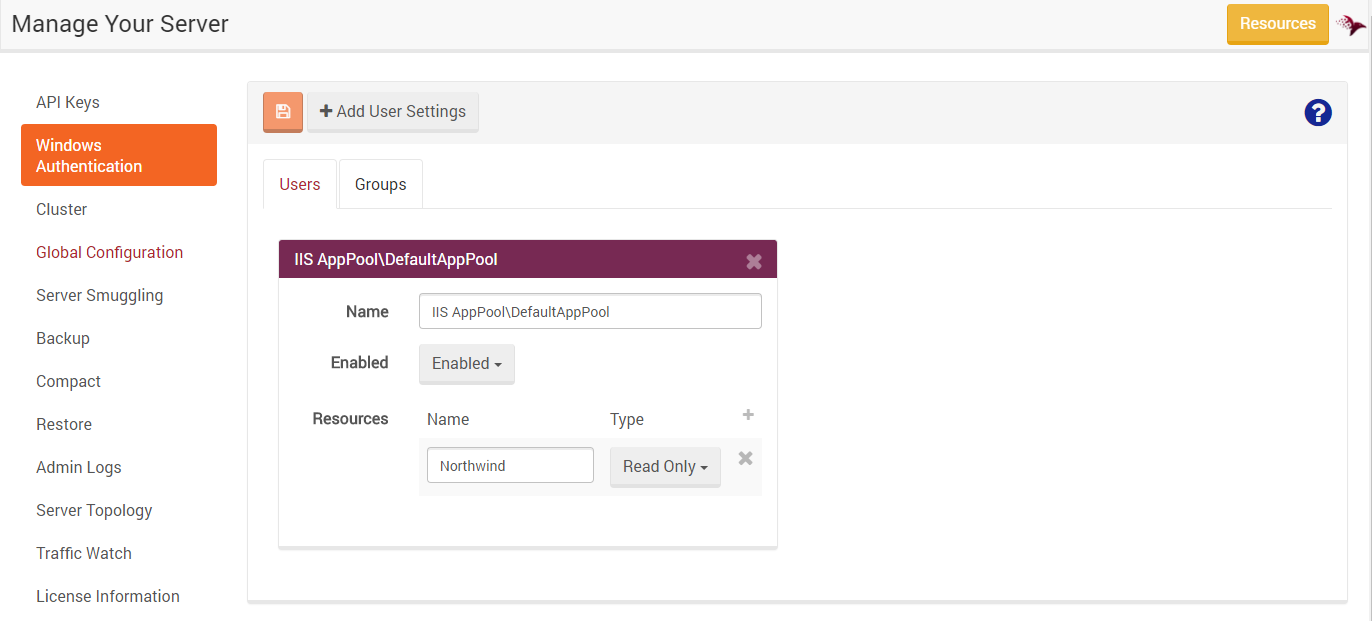 Manage Your Server
Resources
API Keys
Windows
Authentication
Cluster
Global Configuration
Server Smuggling
Backup
Compact
Restore
Admin Logs
Server Topology
Traffic Watch
License Information
+ Add User Settings
?
Users
Groups
IIS AppPool\DefaultAppPool
Name
IIS AppPool\DefaultAppPool
Enabled
Enabled
Resources
Name
Type
Northwind
Read Only